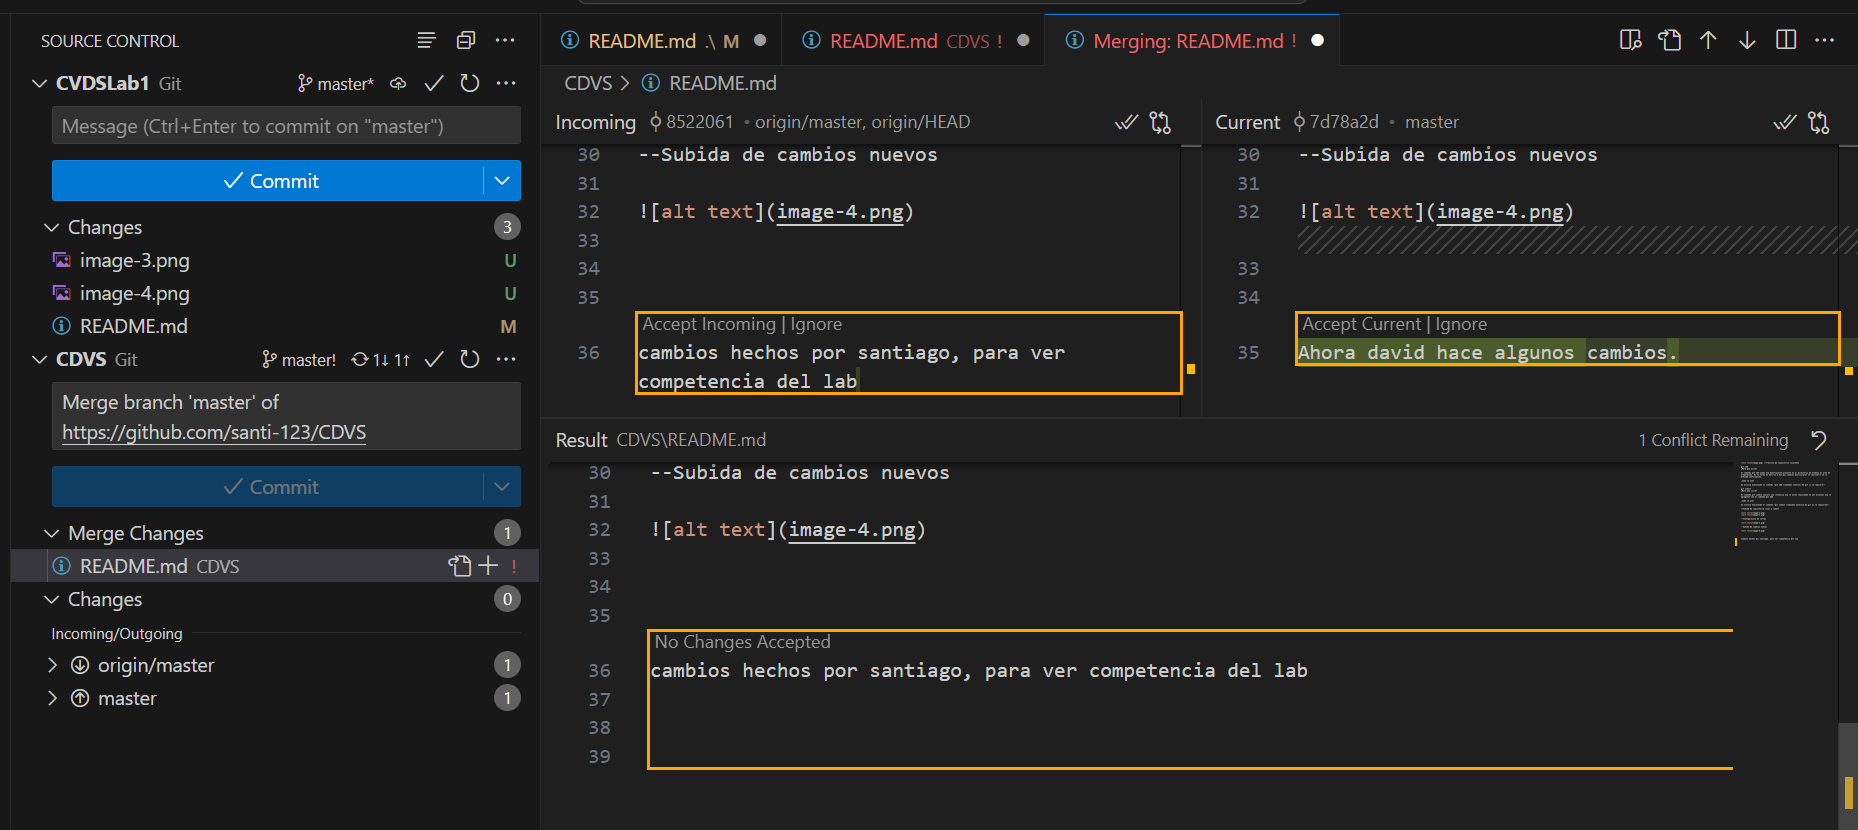 SOURCE CONTROL
CVDSLab1 Git master*
Message (Ctrl+Enter to commit on "master")
Commit
Changes 3
image-3.png U
image-4.png U
README.md M
CDVS Git master! 1↓ 1↑
Merge branch 'master' of
https://github.com/santi-123/CDVS
Commit
Merge Changes 1
README.md CDVS !
Changes 0
Incoming/Outgoing
origin/master 1
master 1
README.md .\ M
README.md CDVS !
Merging: README.md !
CDVS > README.md
Incoming 8522061 • origin/master, origin/HEAD
30 --Subida de cambios nuevos
31
32 ![alt text](image-4.png)
33
34
35
Accept Incoming | Ignore
36 cambios hechos por santiago, para ver
competencia del lab
Current 7d78a2d • master
30 --Subida de cambios nuevos
31
32 ![alt text](image-4.png)
33
34
Accept Current | Ignore
35 Ahora david hace algunos cambios.
Result CDVS\README.md
1 Conflict Remaining
30 --Subida de cambios nuevos
31
32 ![alt text](image-4.png)
33
34
35
No Changes Accepted
36 cambios hechos por santiago, para ver competencia del lab
37
38
39